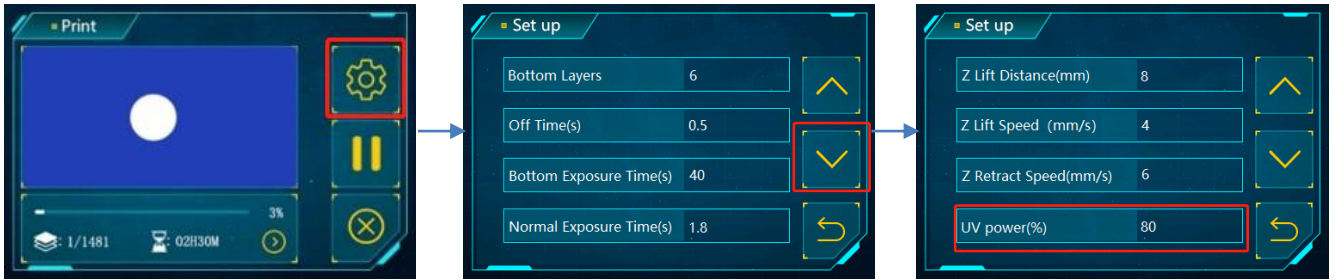 Print
3%
: 1/1481
: 02H30M
Set up
Bottom Layers 6
Off Time(s) 0.5
Bottom Exposure Time(s) 40
Normal Exposure Time(s) 1.8
Set up
Z Lift Distance(mm) 8
Z Lift Speed (mm/s) 4
Z Retract Speed(mm/s) 6
UV power(%) 80